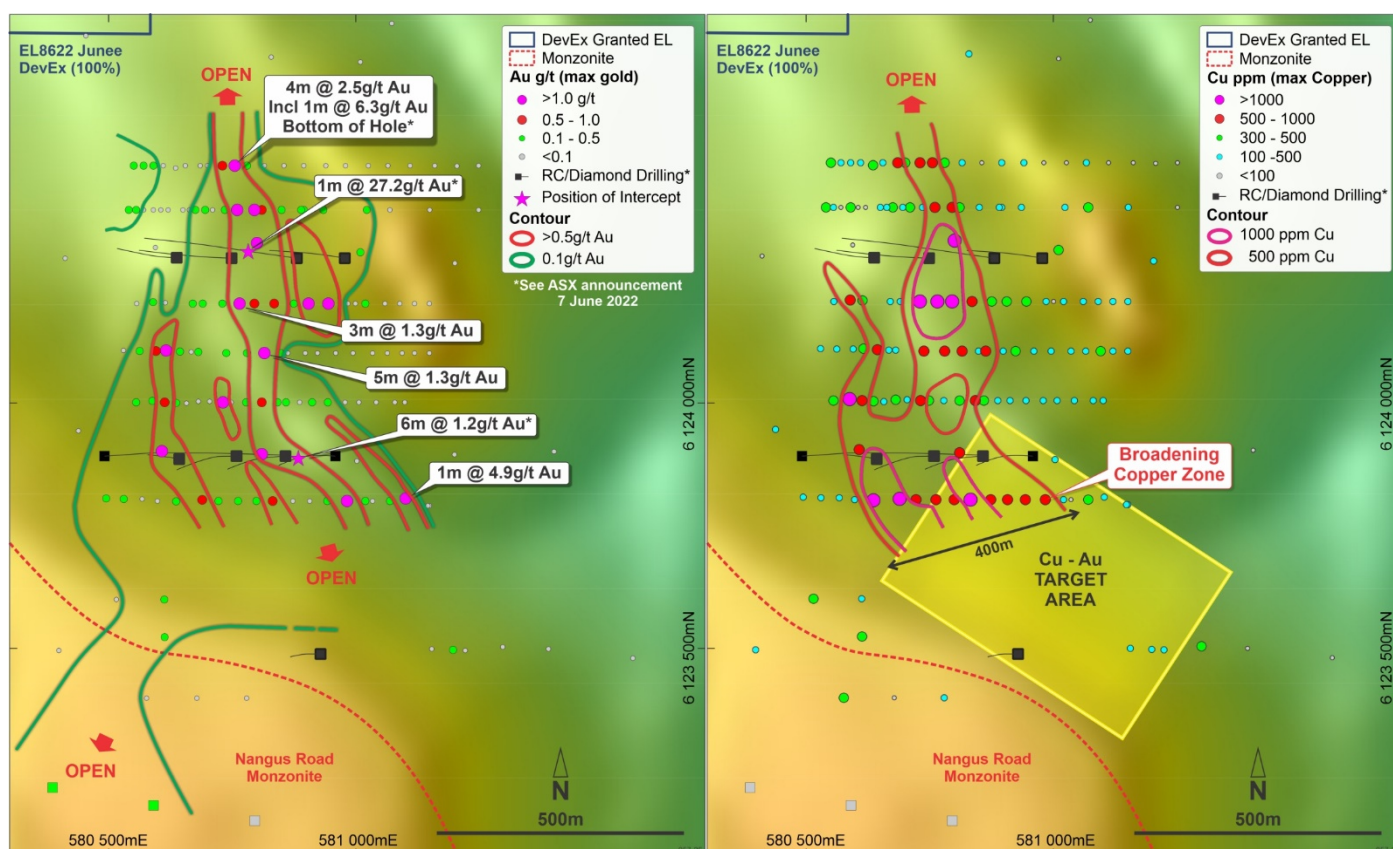 EL8622 Junee
DevEx (100%)
OPEN
4m @ 2.5g/t Au
Incl 1m @ 6.3g/t Au
Bottom of Hole*
1m @ 27.2g/t Au*
3m @ 1.3g/t Au
5m @ 1.3g/t Au
6m @ 1.2g/t Au*
1m @ 4.9g/t Au
OPEN
OPEN
Nangus Road
Monzonite
DevEx Granted EL
Monzonite
Au g/t (max gold)
>1.0 g/t
0.5 - 1.0
0.1 - 0.5
<0.1
RC/Diamond Drilling*
Position of Intercept
Contour
>0.5g/t Au
0.1g/t Au
*See ASX announcement
7 June 2022
6 124 000mN
6 123 500mN
N
500m
580 500mE
581 000mE
EL8622 Junee
DevEx (100%)
OPEN
DevEx Granted EL
Monzonite
Cu ppm (max Copper)
>1000
500 - 1000
300 - 500
100 -500
<100
RC/Diamond Drilling*
Contour
1000 ppm Cu
500 ppm Cu
Broadening
Copper Zone
400m
Cu - Au
TARGET
AREA
Nangus Road
Monzonite
6 124 000mN
6 123 500mN
N
500m
580 500mE
581 000mE